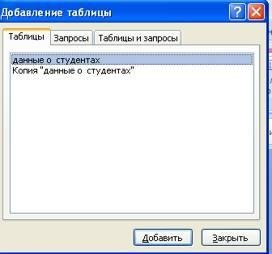 Добавление таблицы
Таблицы Запросы Таблицы и запросы
данные о студентах
Копия "данные о студентах"
Добавить Закрыть